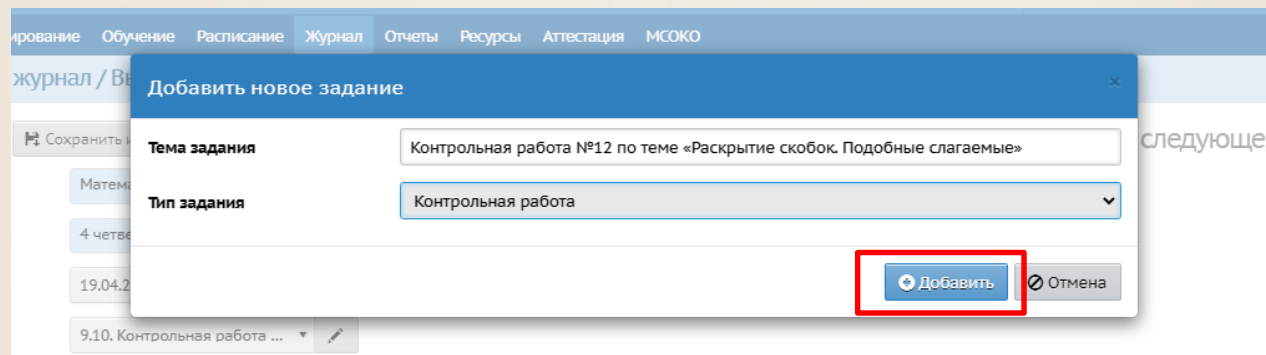 ирование Обучение Расписание Журнал Отчеты Ресурсы Аттестация МСОКО
журнал / Вы
Добавить новое задание ×
Сохранить и
следующе
Тема задания Контрольная работа №12 по теме «Раскрытие скобок. Подобные слагаемые»
Матема
Тип задания Контрольная работа
4 четве
19.04.2
Добавить Отмена
9.10. Контрольная работа ...